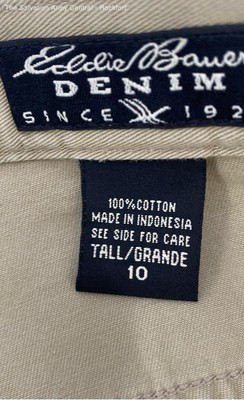 The Salvation Army Central - Rockford
Eddie Bauer
DENIM
SINCE 192
100% COTTON
MADE IN INDONESIA
SEE SIDE FOR CARE
TALL/GRANDE
10